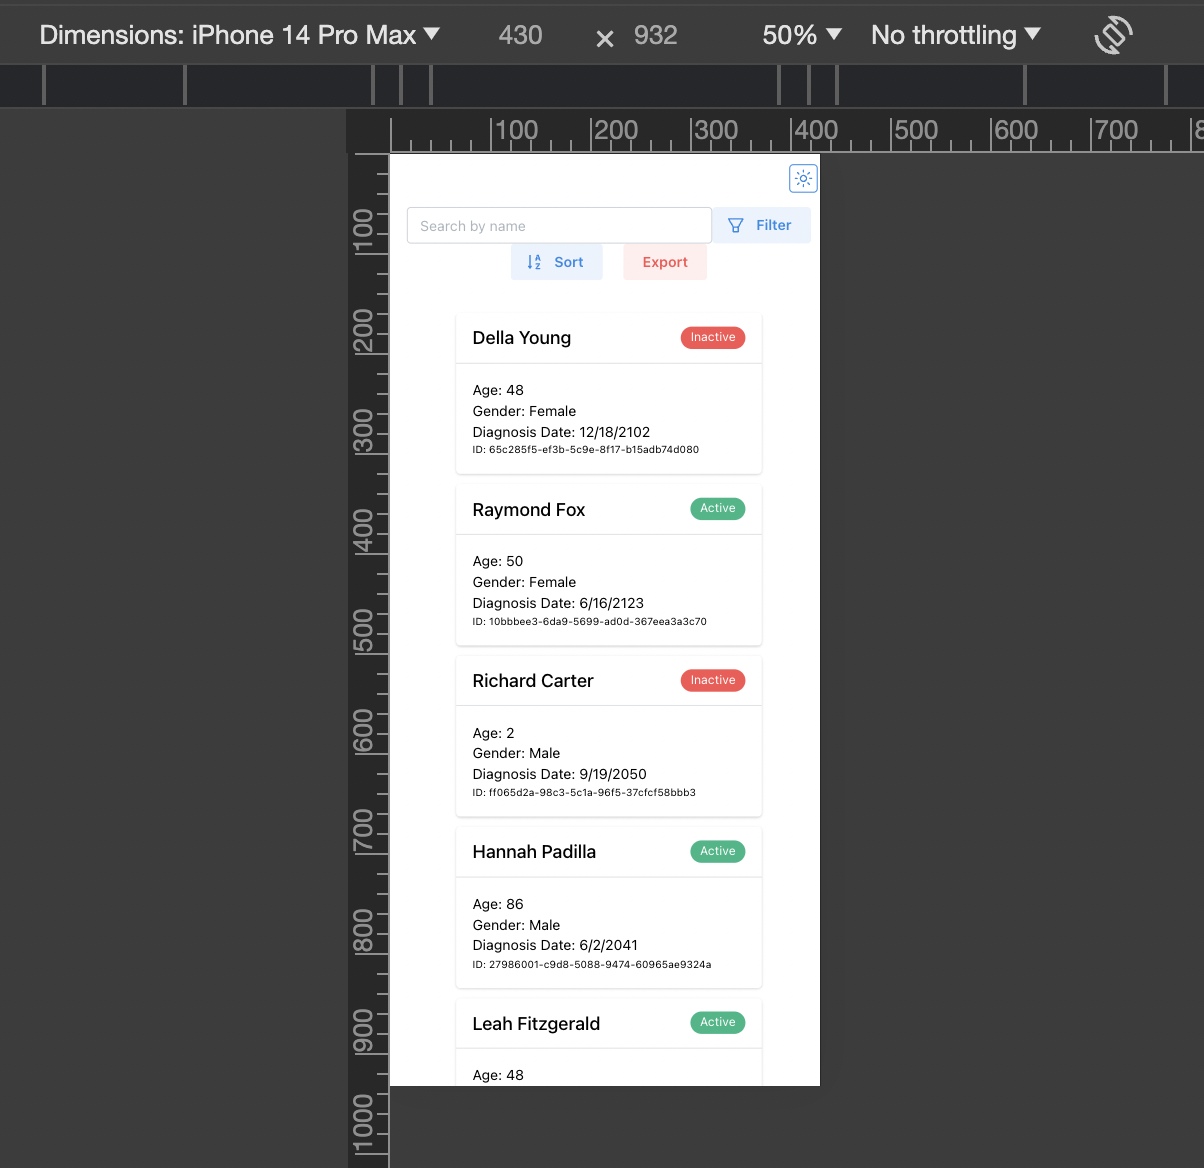 Dimensions: iPhone 14 Pro Max ▼ 430 × 932 50% ▼ No throttling ▼
100 200 300 400 500 600 700 8
100
200
300
400
500
600
700
800
900
1000
Search by name Filter
Sort Export
Della Young Inactive
Age: 48
Gender: Female
Diagnosis Date: 12/18/2102
ID: 65c285f5-ef3b-5c9e-8f17-b15adb74d080
Raymond Fox Active
Age: 50
Gender: Female
Diagnosis Date: 6/16/2123
ID: 10bbbee3-6da9-5699-ad0d-367eea3a3c70
Richard Carter Inactive
Age: 2
Gender: Male
Diagnosis Date: 9/19/2050
ID: ff065d2a-98c3-5c1a-96f5-37cfcf58bbb3
Hannah Padilla Active
Age: 86
Gender: Male
Diagnosis Date: 6/2/2041
ID: 27986001-c9d8-5088-9474-60965ae9324a
Leah Fitzgerald Active
Age: 48